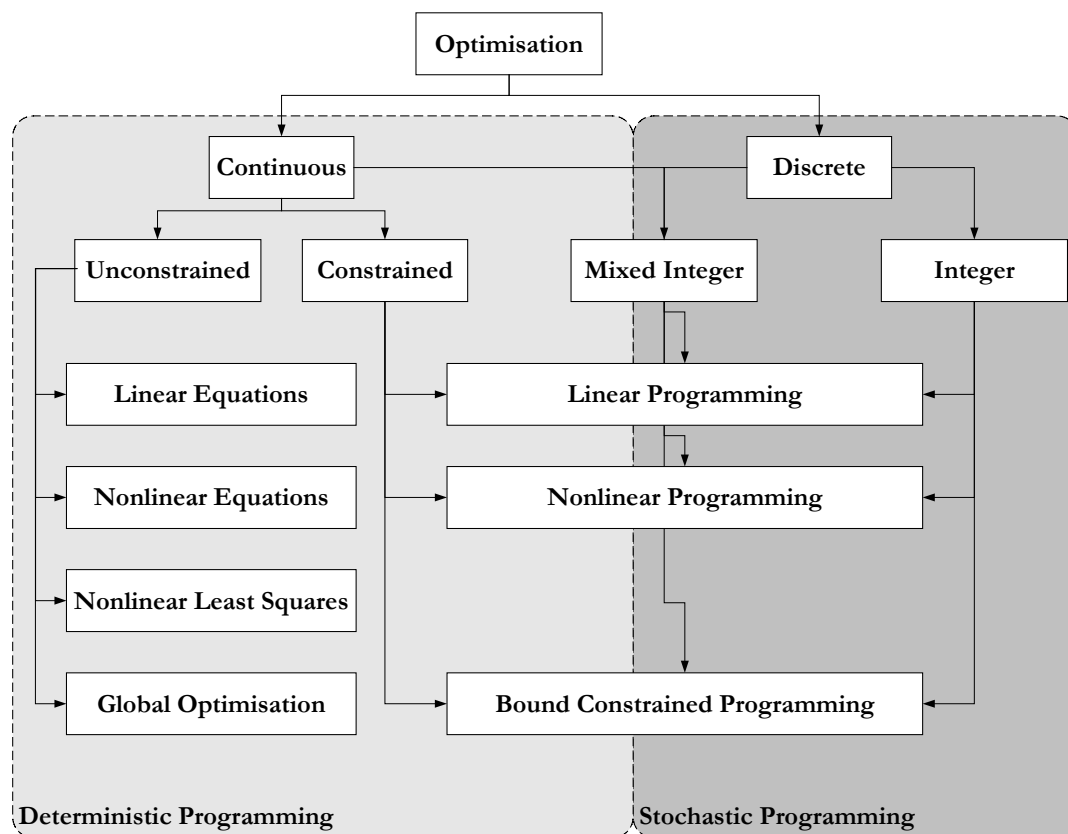 Optimisation
Continuous
Discrete
Unconstrained
Constrained
Mixed Integer
Integer
Linear Equations
Linear Programming
Nonlinear Equations
Nonlinear Programming
Nonlinear Least Squares
Global Optimisation
Bound Constrained Programming
Deterministic Programming
Stochastic Programming